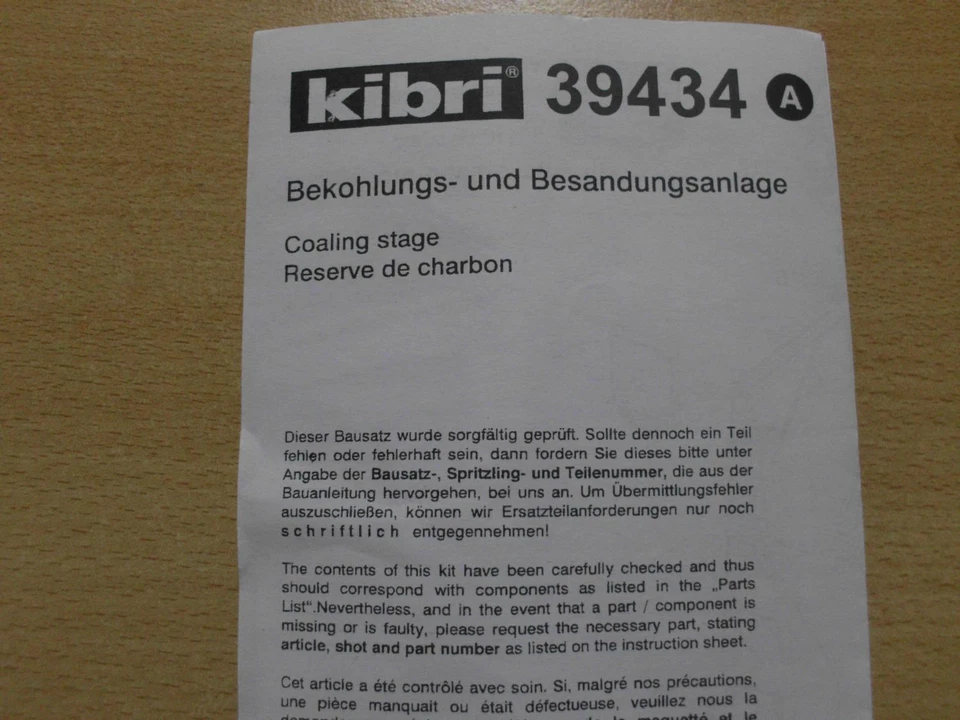 kibri® 39434 A
Bekohlungs- und Besandungsanlage
Coaling stage
Reserve de charbon
Dieser Bausatz wurde sorgfältig geprüft. Sollte dennoch ein Teil
fehlen oder fehlerhaft sein, dann fordern Sie dieses bitte unter
Angabe der Bausatz-, Spritzling- und Teilenummer, die aus der
Bauanleitung hervorgehen, bei uns an. Um Übermittlungsfehler
auszuschließen, können wir Ersatzteilanforderungen nur noch
schriftlich entgegennehmen!
The contents of this kit have been carefully checked and thus
should correspond with components as listed in the „Parts
List“.Nevertheless, and in the event that a part / component is
missing or is faulty, please request the necessary part, stating
article, shot and part number as listed on the instruction sheet.
Cet article a été contrôlé avec soin. Si, malgré nos précautions,
une pièce manquait ou était défectueuse, veuillez nous la
la maquette et le